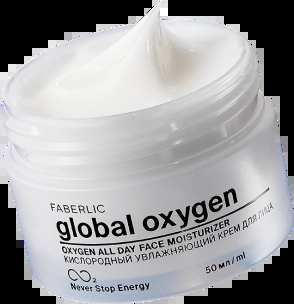 FABERLIC
global oxygen
OXYGEN ALL DAY FACE MOISTURIZER
КИСЛОРОДНЫЙ УВЛАЖНЯЮЩИЙ КРЕМ ДЛЯ ЛИЦА
2
Never Stop Energy
50 мл/ml